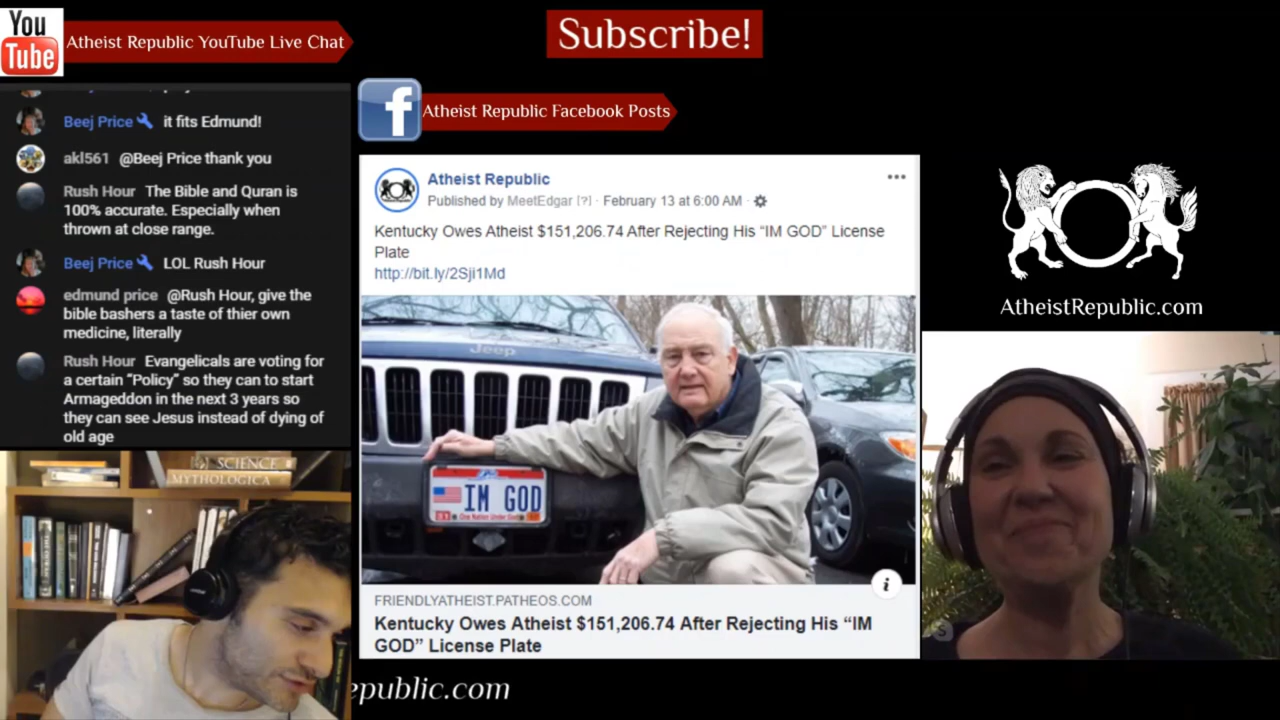 You
Tube
Atheist Republic YouTube Live Chat
Subscribe!
Beej Price it fits Edmund!
akl561 @Beej Price thank you
Rush Hour The Bible and Quran is
100% accurate. Especially when
thrown at close range.
Beej Price LOL Rush Hour
edmund price @Rush Hour, give the
bible bashers a taste of thier own
medicine, literally
Rush Hour Evangelicals are voting for
a certain “Policy” so they can to start
Armageddon in the next 3 years so
they can see Jesus instead of dying of
old age
f
Atheist Republic Facebook Posts
Atheist Republic
Published by MeetEdgar [?] · February 13 at 6:00 AM ·
Kentucky Owes Atheist $151,206.74 After Rejecting His “IM GOD” License
Plate
http://bit.ly/2Sji1Md
Jeep
IM GOD
One Nation Under God
i
FRIENDLYATHEIST.PATHEOS.COM
Kentucky Owes Atheist $151,206.74 After Rejecting His “IM
GOD” License Plate
AtheistRepublic.com
S
SCIENCE
MYTHOLOGICA
epublic.com